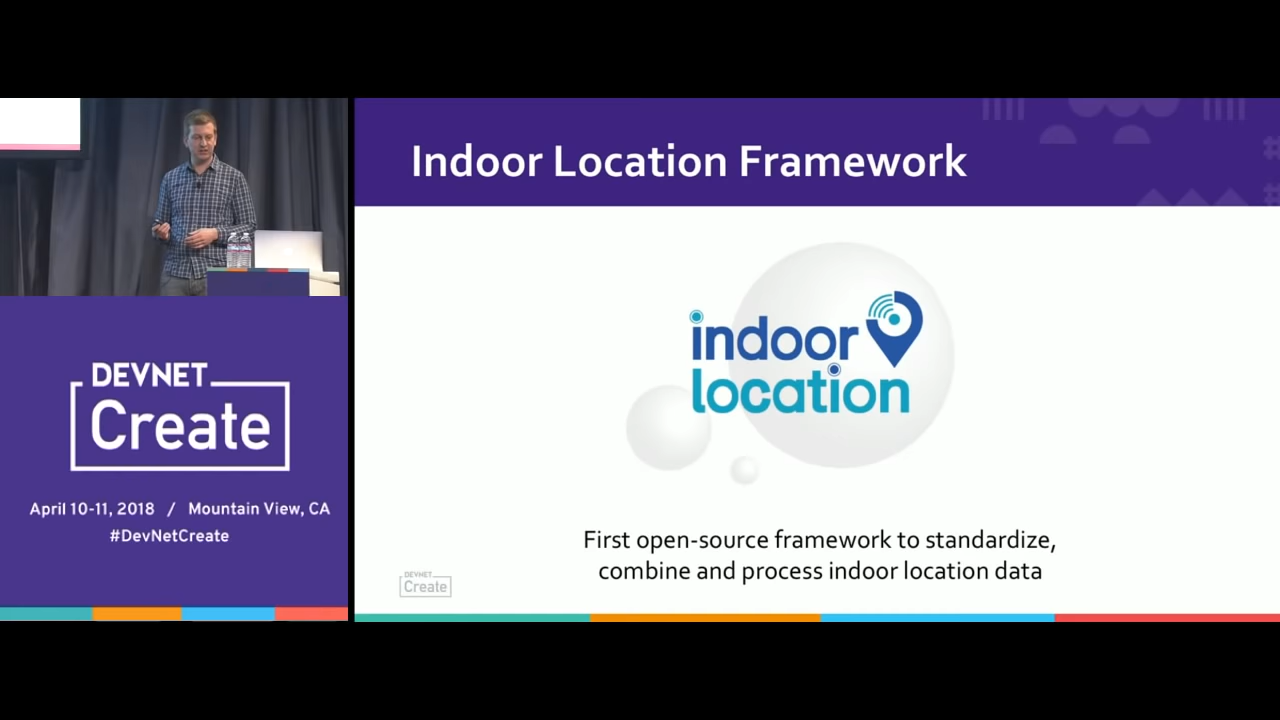 DEVNET
Create
April 10-11, 2018 / Mountain View, CA
#DevNetCreate
Indoor Location Framework
indoor
location
First open-source framework to standardize,
combine and process indoor location data
DEVNET
Create